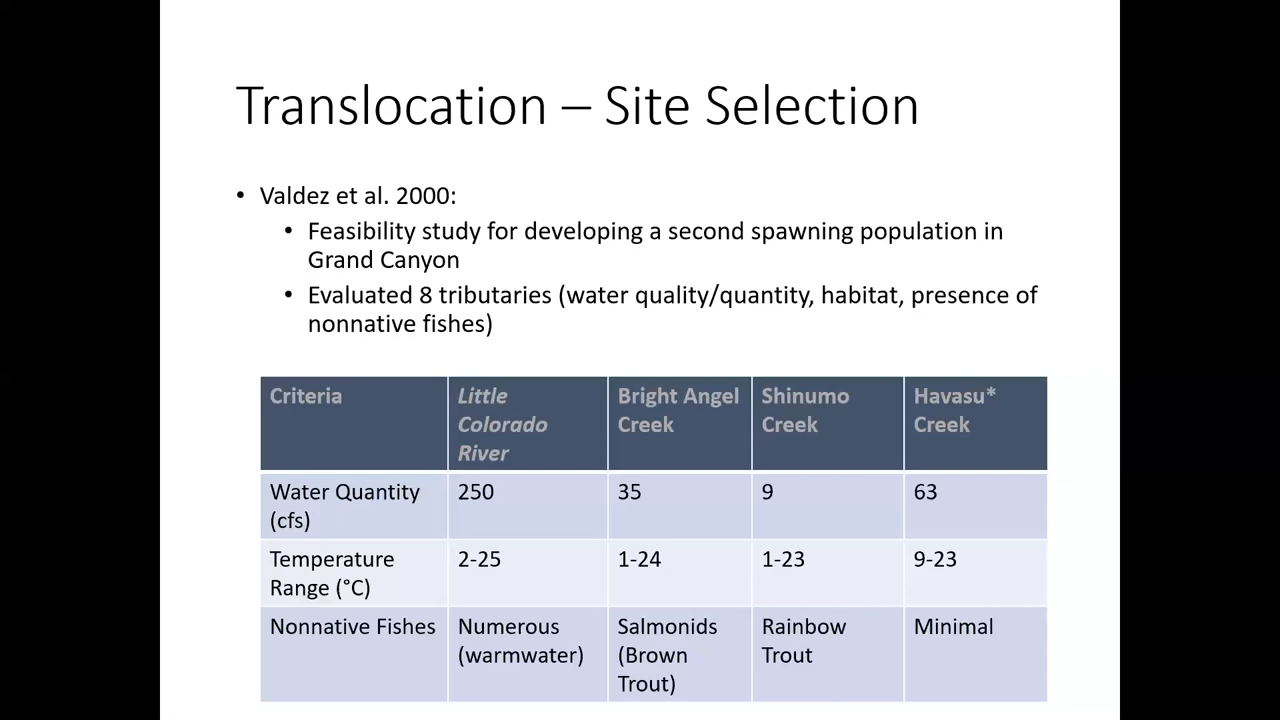 Translocation – Site Selection
• Valdez et al. 2000:
• Feasibility study for developing a second spawning population in
Grand Canyon
• Evaluated 8 tributaries (water quality/quantity, habitat, presence of
nonnative fishes)
Criteria
Little
Colorado
River
Bright Angel
Creek
Shinumo
Creek
Havasu*
Creek
Water Quantity
(cfs)
250
35
9
63
Temperature
Range (°C)
2-25
1-24
1-23
9-23
Nonnative Fishes
Numerous
(warmwater)
Salmonids
(Brown
Trout)
Rainbow
Trout
Minimal